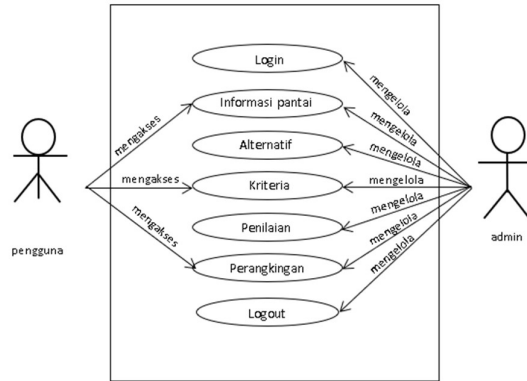 Login
mengelola
Informasi pantai
mengakses
mengelola
Alternatif
mengelola
Kriteria
mengakses
mengelola
Penilaian
mengelola
mengakses
Perangkingan
mengelola
Logout
mengelola
pengguna
admin